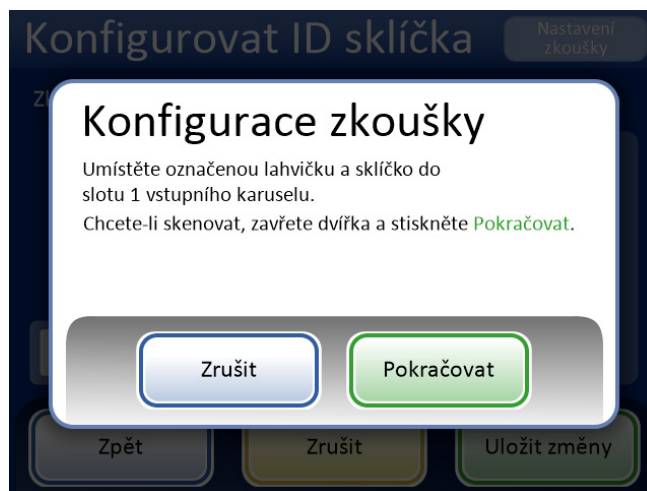 Konfigurovat ID sklíčka
Nastavení
zkoušky
Konfigurace zkoušky
Umístěte označenou lahvičku a sklíčko do
slotu 1 vstupního karuselu.
Chcete-li skenovat, zavřete dvířka a stiskněte Pokračovat.
Zrušit
Pokračovat
Zpět
Zrušit
Uložit změny